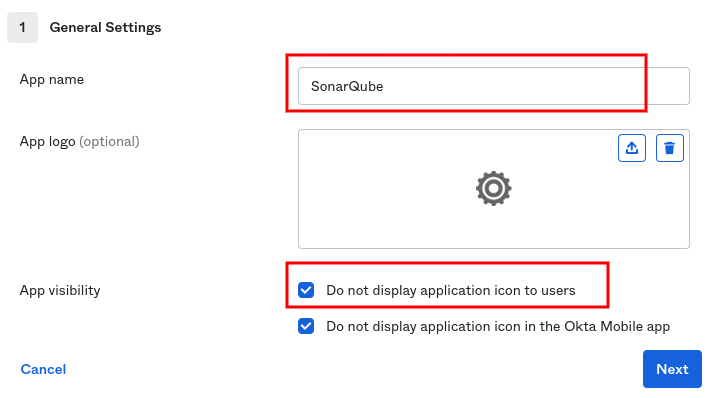 1 General Settings
App name
SonarQube
App logo (optional)
App visibility
Do not display application icon to users
Do not display application icon in the Okta Mobile app
Cancel
Next